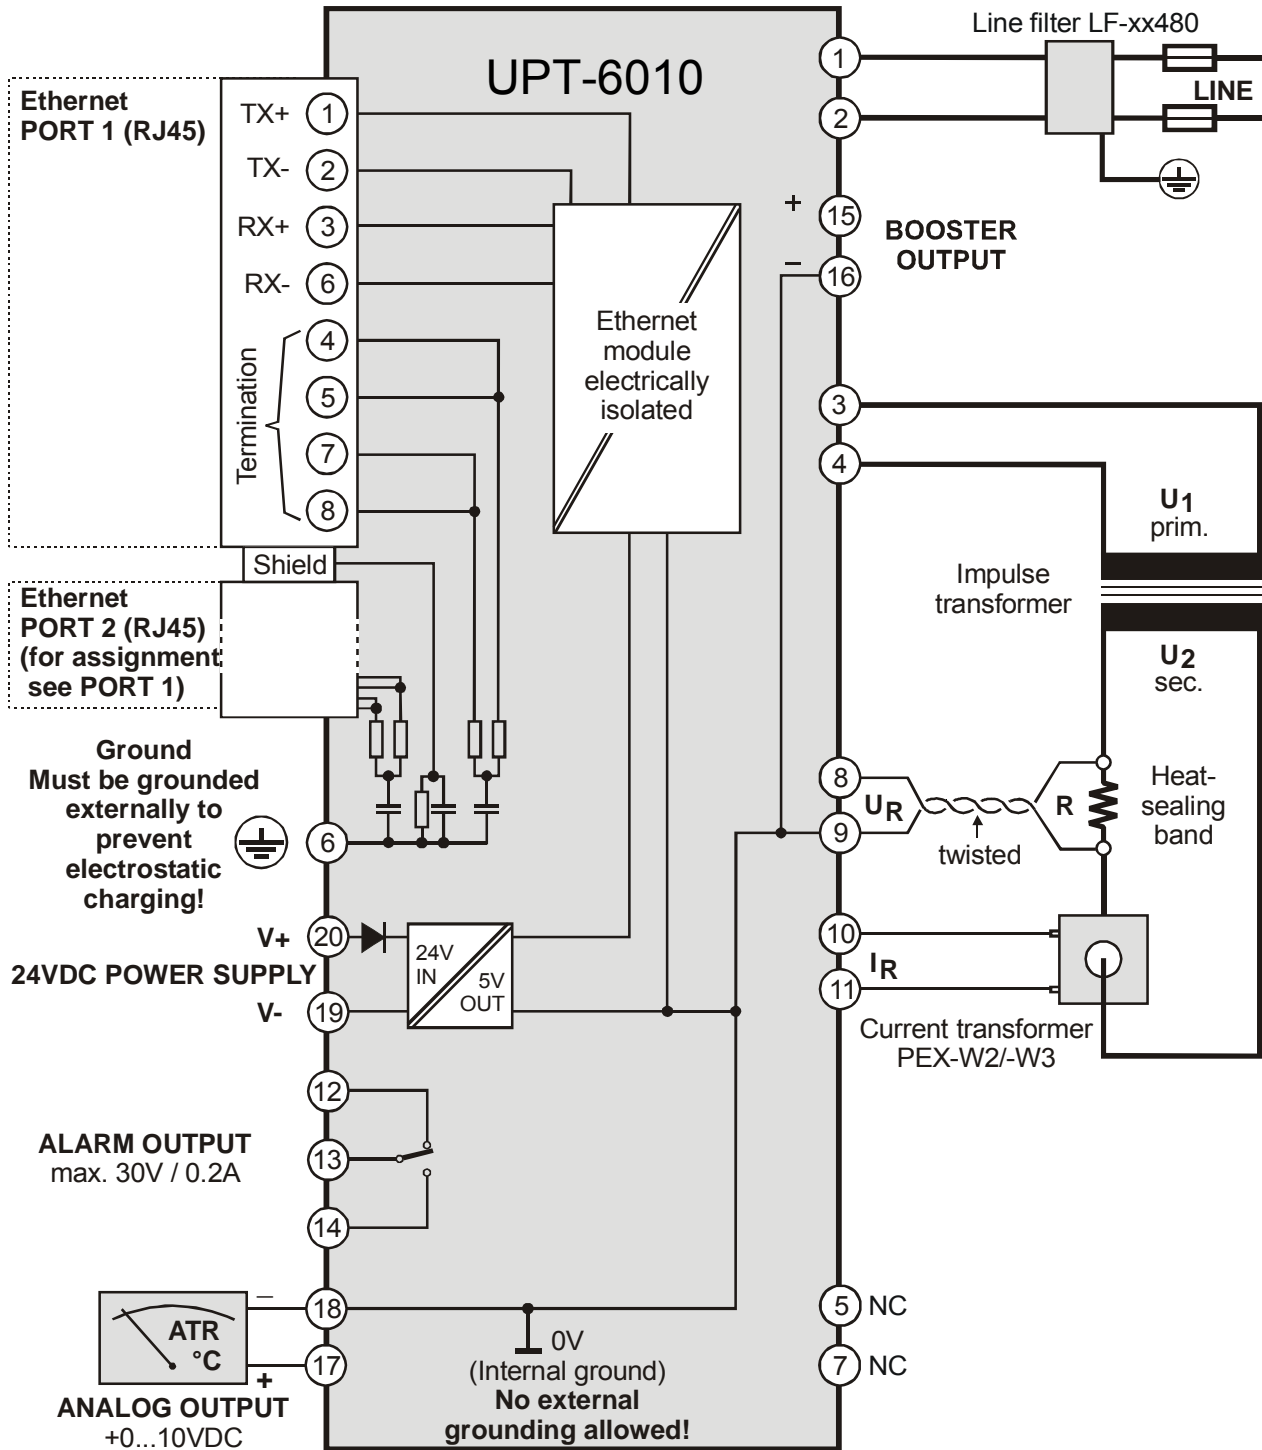 Line filter LF-xx480
UPT-6010
1
2
LINE
Ethernet
PORT 1 (RJ45)
TX+ 1
TX- 2
RX+ 3
RX- 6
4
5
7
8
Termination
Shield
Ethernet
module
electrically
isolated
+
15
–
16
BOOSTER
OUTPUT
3
4
U1
prim.
Impulse
transformer
U2
sec.
Ethernet
PORT 2 (RJ45)
(for assignment
see PORT 1)
Ground
Must be grounded
externally to
prevent
electrostatic
charging!
6
8
9
UR
twisted
R
Heat-
sealing
band
10
11
IR
Current transformer
PEX-W2/-W3
V+ 20
24VDC POWER SUPPLY
V- 19
24V
IN
5V
OUT
12
13
14
ALARM OUTPUT
max. 30V / 0.2A
–
18
ATR
°C
+
17
ANALOG OUTPUT
+0...10VDC
0V
(Internal ground)
No external
grounding allowed!
5 NC
7 NC